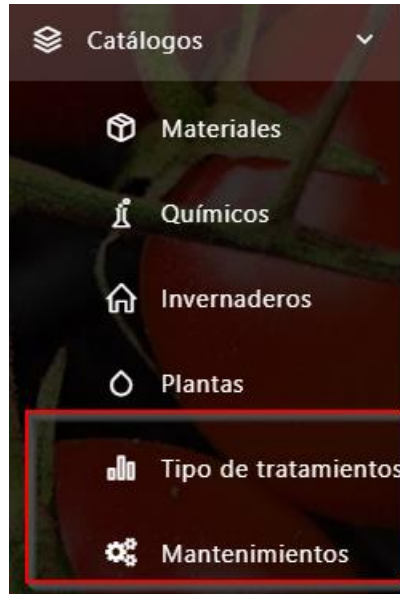 Catálogos
Materiales
Químicos
Invernaderos
Plantas
Tipo de tratamientos
Mantenimientos